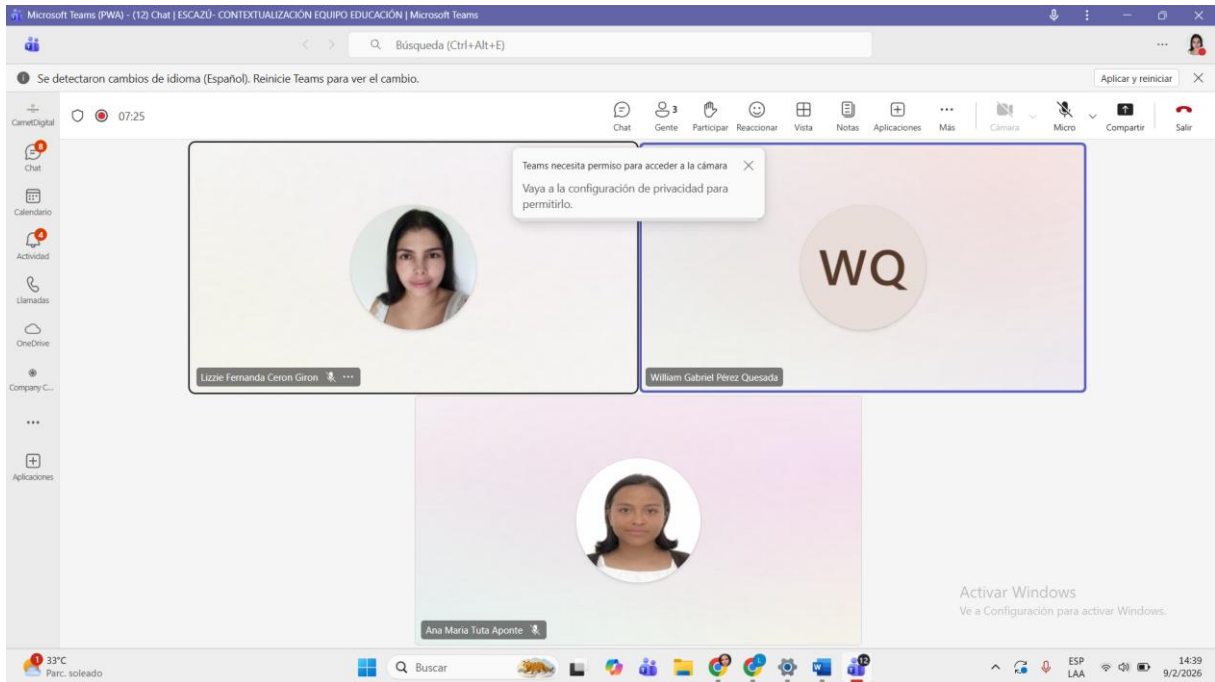 Microsoft Teams (PWA) - (12) Chat | ESCAZÚ- CONTEXTUALIZACIÓN EQUIPO EDUCACIÓN | Microsoft Teams
Búsqueda (Ctrl+Alt+E)
Se detectaron cambios de idioma (Español). Reinicie Teams para ver el cambio.
Aplicar y reiniciar
CarnetDigital
07:25
Chat
3
Gente
Participar
Reaccionar
Vista
Notas
Aplicaciones
Más
Cámara
Micro
Compartir
Salir
8
Chat
Calendario
4
Actividad
Llamadas
OneDrive
Company C...
Aplicaciones
Teams necesita permiso para acceder a la cámara
Vaya a la configuración de privacidad para
permitirlo.
WQ
Lizzie Fernanda Ceron Giron
William Gabriel Pérez Quesada
Ana Maria Tuta Aponte
Activar Windows
Ve a Configuración para activar Windows.
1
33°C
Parc. soleado
Buscar
12
ESP
LAA
14:39
9/2/2026